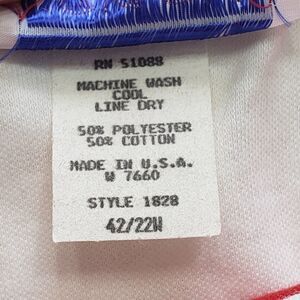 RN 51088
MACHINE WASH
COOL
LINE DRY
50% POLYESTER
50% COTTON
MADE IN U.S.A.
W 7660
STYLE 1828
42/22W